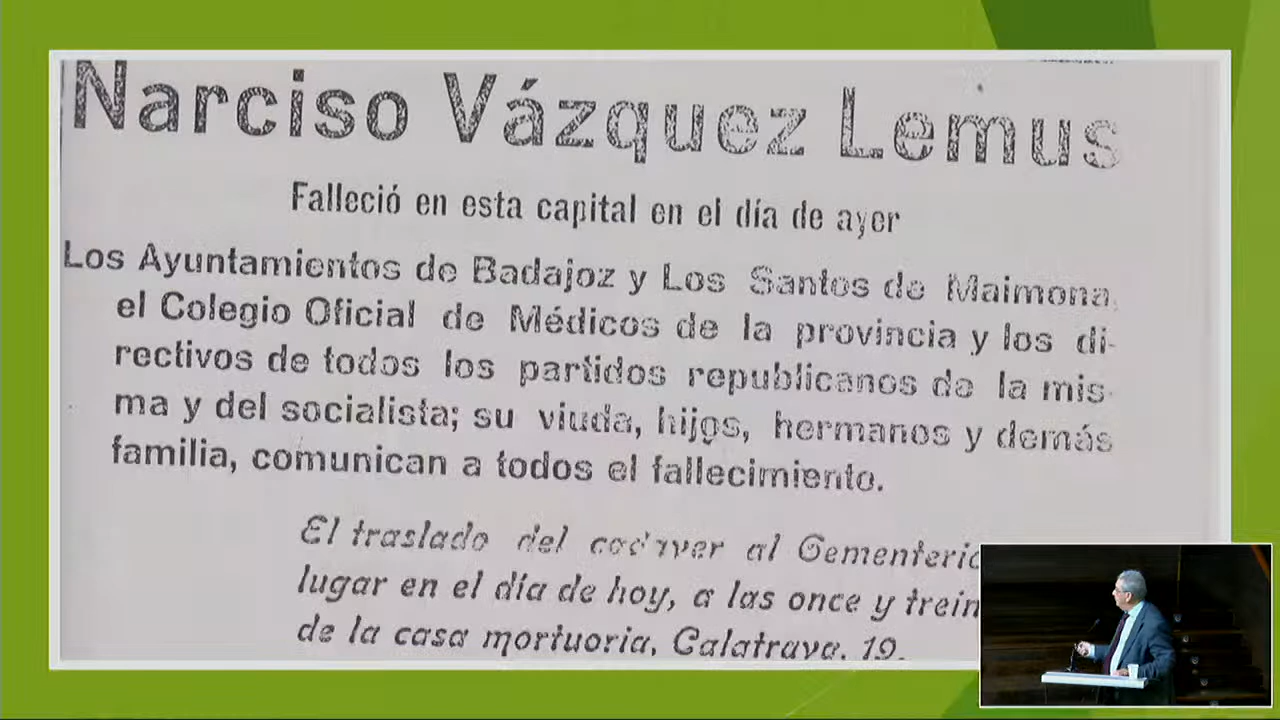 Narciso Vázquez Lemus
Falleció en esta capital en el día de ayer
Los Ayuntamientos de Badajoz y Los Santos de Maimona,
el Colegio Oficial de Médicos de la provincia y los di-
rectivos de todos los partidos republicanos de la mis-
ma y del socialista; su viuda, hijos, hermanos y demás
familia, comunican a todos el fallecimiento.
El traslado del cadaver al Cementerio
lugar en el día de hoy, a las once y trein
de la casa mortuoria, Calatrava, 19.